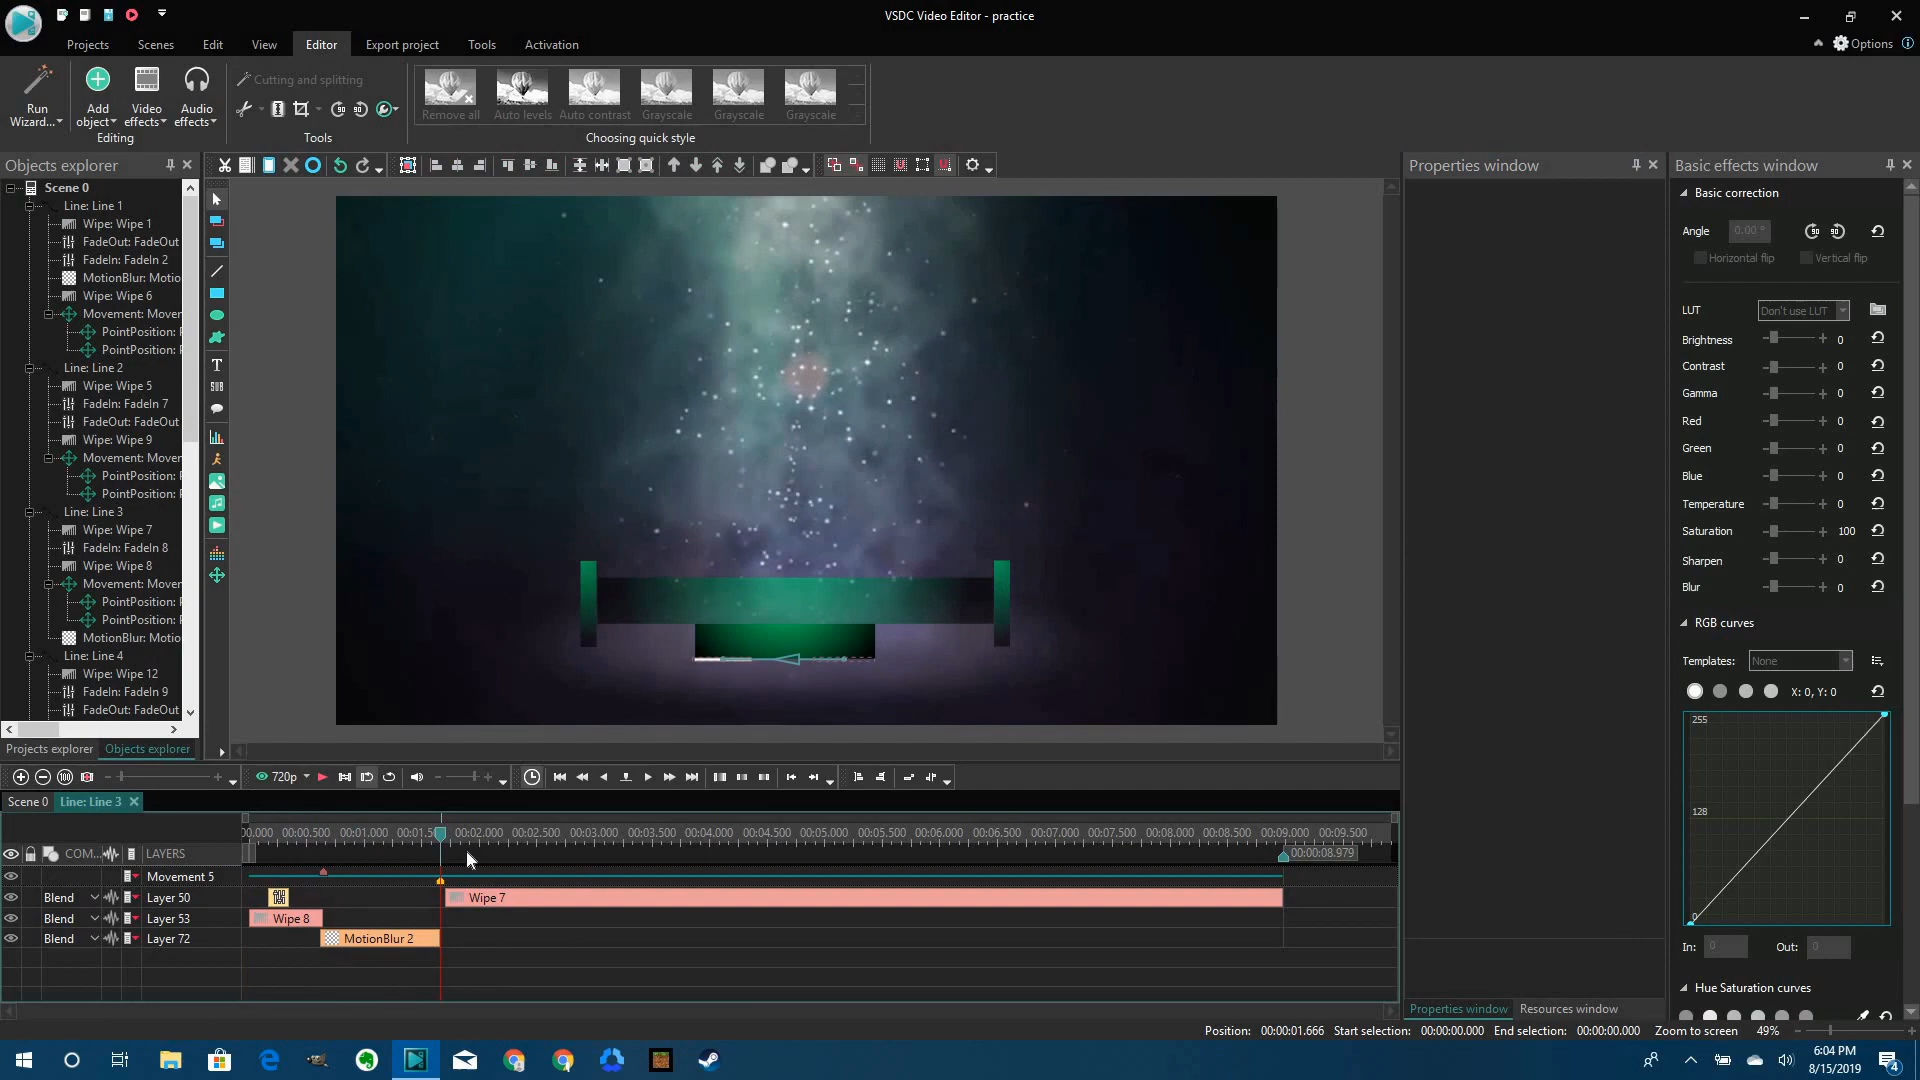 VSDC Video Editor - practice
Projects
Scenes
Edit
View
Editor
Export project
Tools
Activation
Options
Run Wizard...
Add object
Video effects
Audio effects
Editing
Cutting and splitting
Tools
Remove all
Auto levels
Auto contrast
Grayscale
Grayscale
Grayscale
Choosing quick style
Objects explorer
Scene 0
Line: Line 1
Wipe: Wipe 1
FadeOut: FadeOut
FadeIn: FadeIn 2
MotionBlur: Motio
Wipe: Wipe 6
Movement: Mover
PointPosition:
PointPosition:
Line: Line 2
Wipe: Wipe 5
FadeIn: FadeIn 7
FadeOut: FadeOut
Wipe: Wipe 9
Movement: Mover
PointPosition:
PointPosition:
Line: Line 3
Wipe: Wipe 7
FadeIn: FadeIn 8
Wipe: Wipe 8
Movement: Mover
PointPosition:
PointPosition:
MotionBlur: Motio
Line: Line 4
Wipe: Wipe 12
FadeIn: FadeIn 9
FadeOut: FadeOut
Projects explorer
Objects explorer
T
SUB
Properties window
Properties window
Resources window
Basic effects window
Basic correction
Angle 0.00 °
Horizontal flip
Vertical flip
LUT Don't use LUT
Brightness 0
Contrast 0
Gamma 0
Red 0
Green 0
Blue 0
Temperature 0
Saturation 100
Sharpen 0
Blur 0
RGB curves
Templates: None
X: 0, Y: 0
255
128
0
In: 0 Out: 0
Hue Saturation curves
720p
Scene 0
Line: Line 3
00.000 00:00.500 00:01.000 00:01.5 00:02.000 00:02.500 00:03.000 00:03.500 00:04.000 00:04.500 00:05.000 00:05.500 00:06.000 00:06.500 00:07.000 00:07.500 00:08.000 00:08.500 00:09.000 00:09.500
00:00:08.979
COM...
LAYERS
Movement 5
Blend Layer 50 Wipe 7
Blend Layer 53 Wipe 8
Blend Layer 72 MotionBlur 2
Position: 00:00:01.666 Start selection: 00:00:00.000 End selection: 00:00:00.000 Zoom to screen 49%
6:04 PM
8/15/2019
4